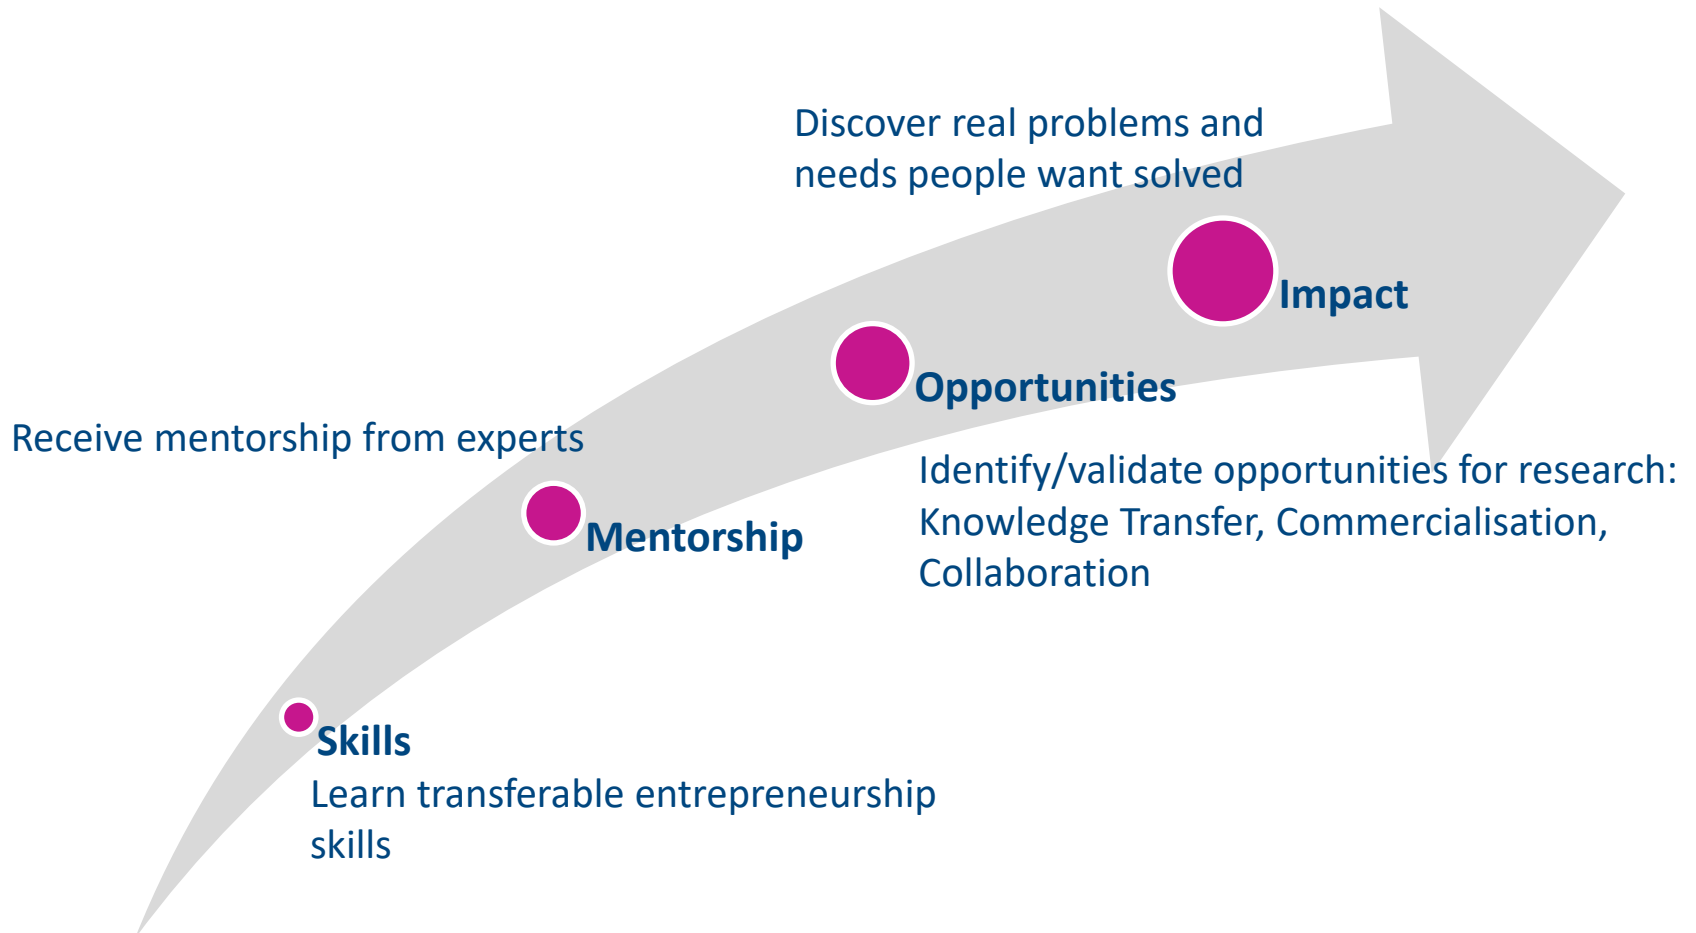 Discover real problems and
needs people want solved
Impact
Opportunities
Identify/validate opportunities for research:
Knowledge Transfer, Commercialisation,
Collaboration
Receive mentorship from experts
Mentorship
Skills
Learn transferable entrepreneurship
skills